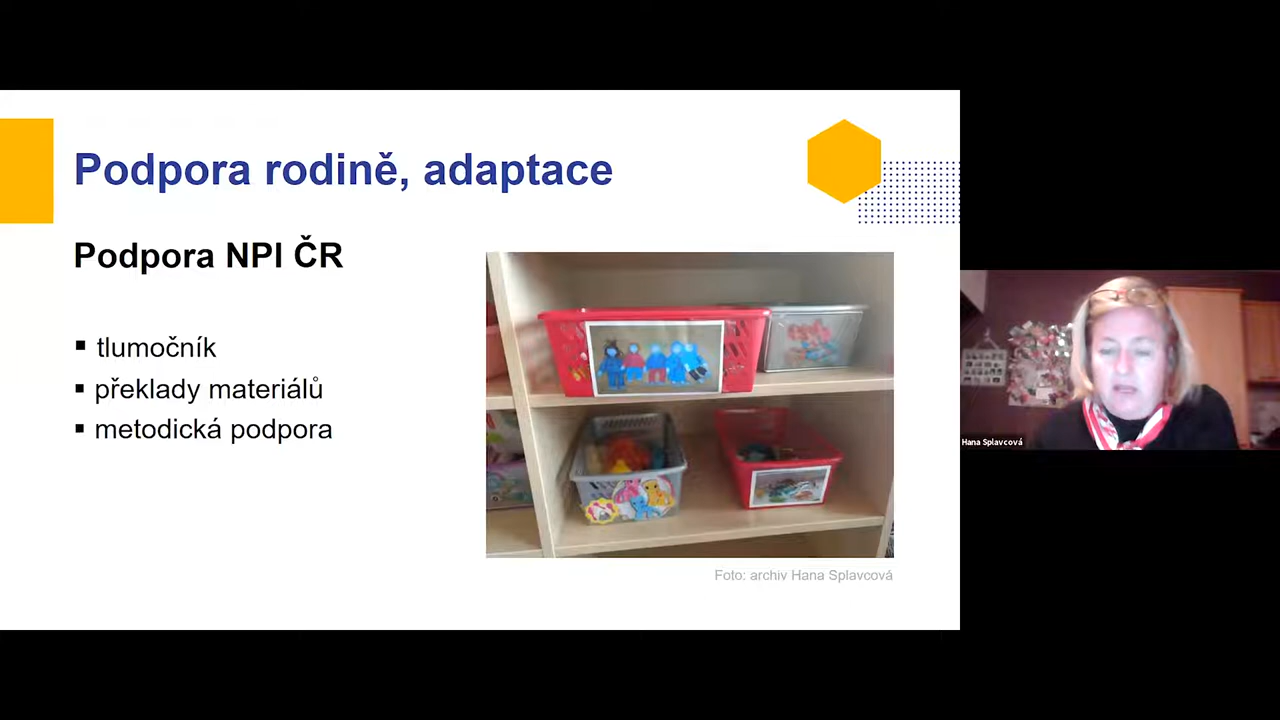 Podpora rodině, adaptace
Podpora NPI ČR
▪ tlumočník
▪ překlady materiálů
▪ metodická podpora
Foto: archiv Hana Splavcová
Hana Splavcová